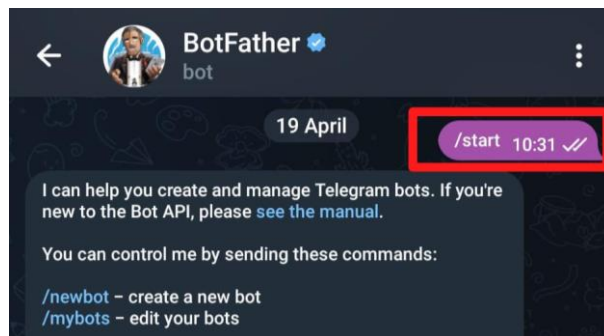 BotFather
bot
19 April
/start 10:31
I can help you create and manage Telegram bots. If you're
new to the Bot API, please see the manual.
You can control me by sending these commands:
/newbot – create a new bot
/mybots – edit your bots